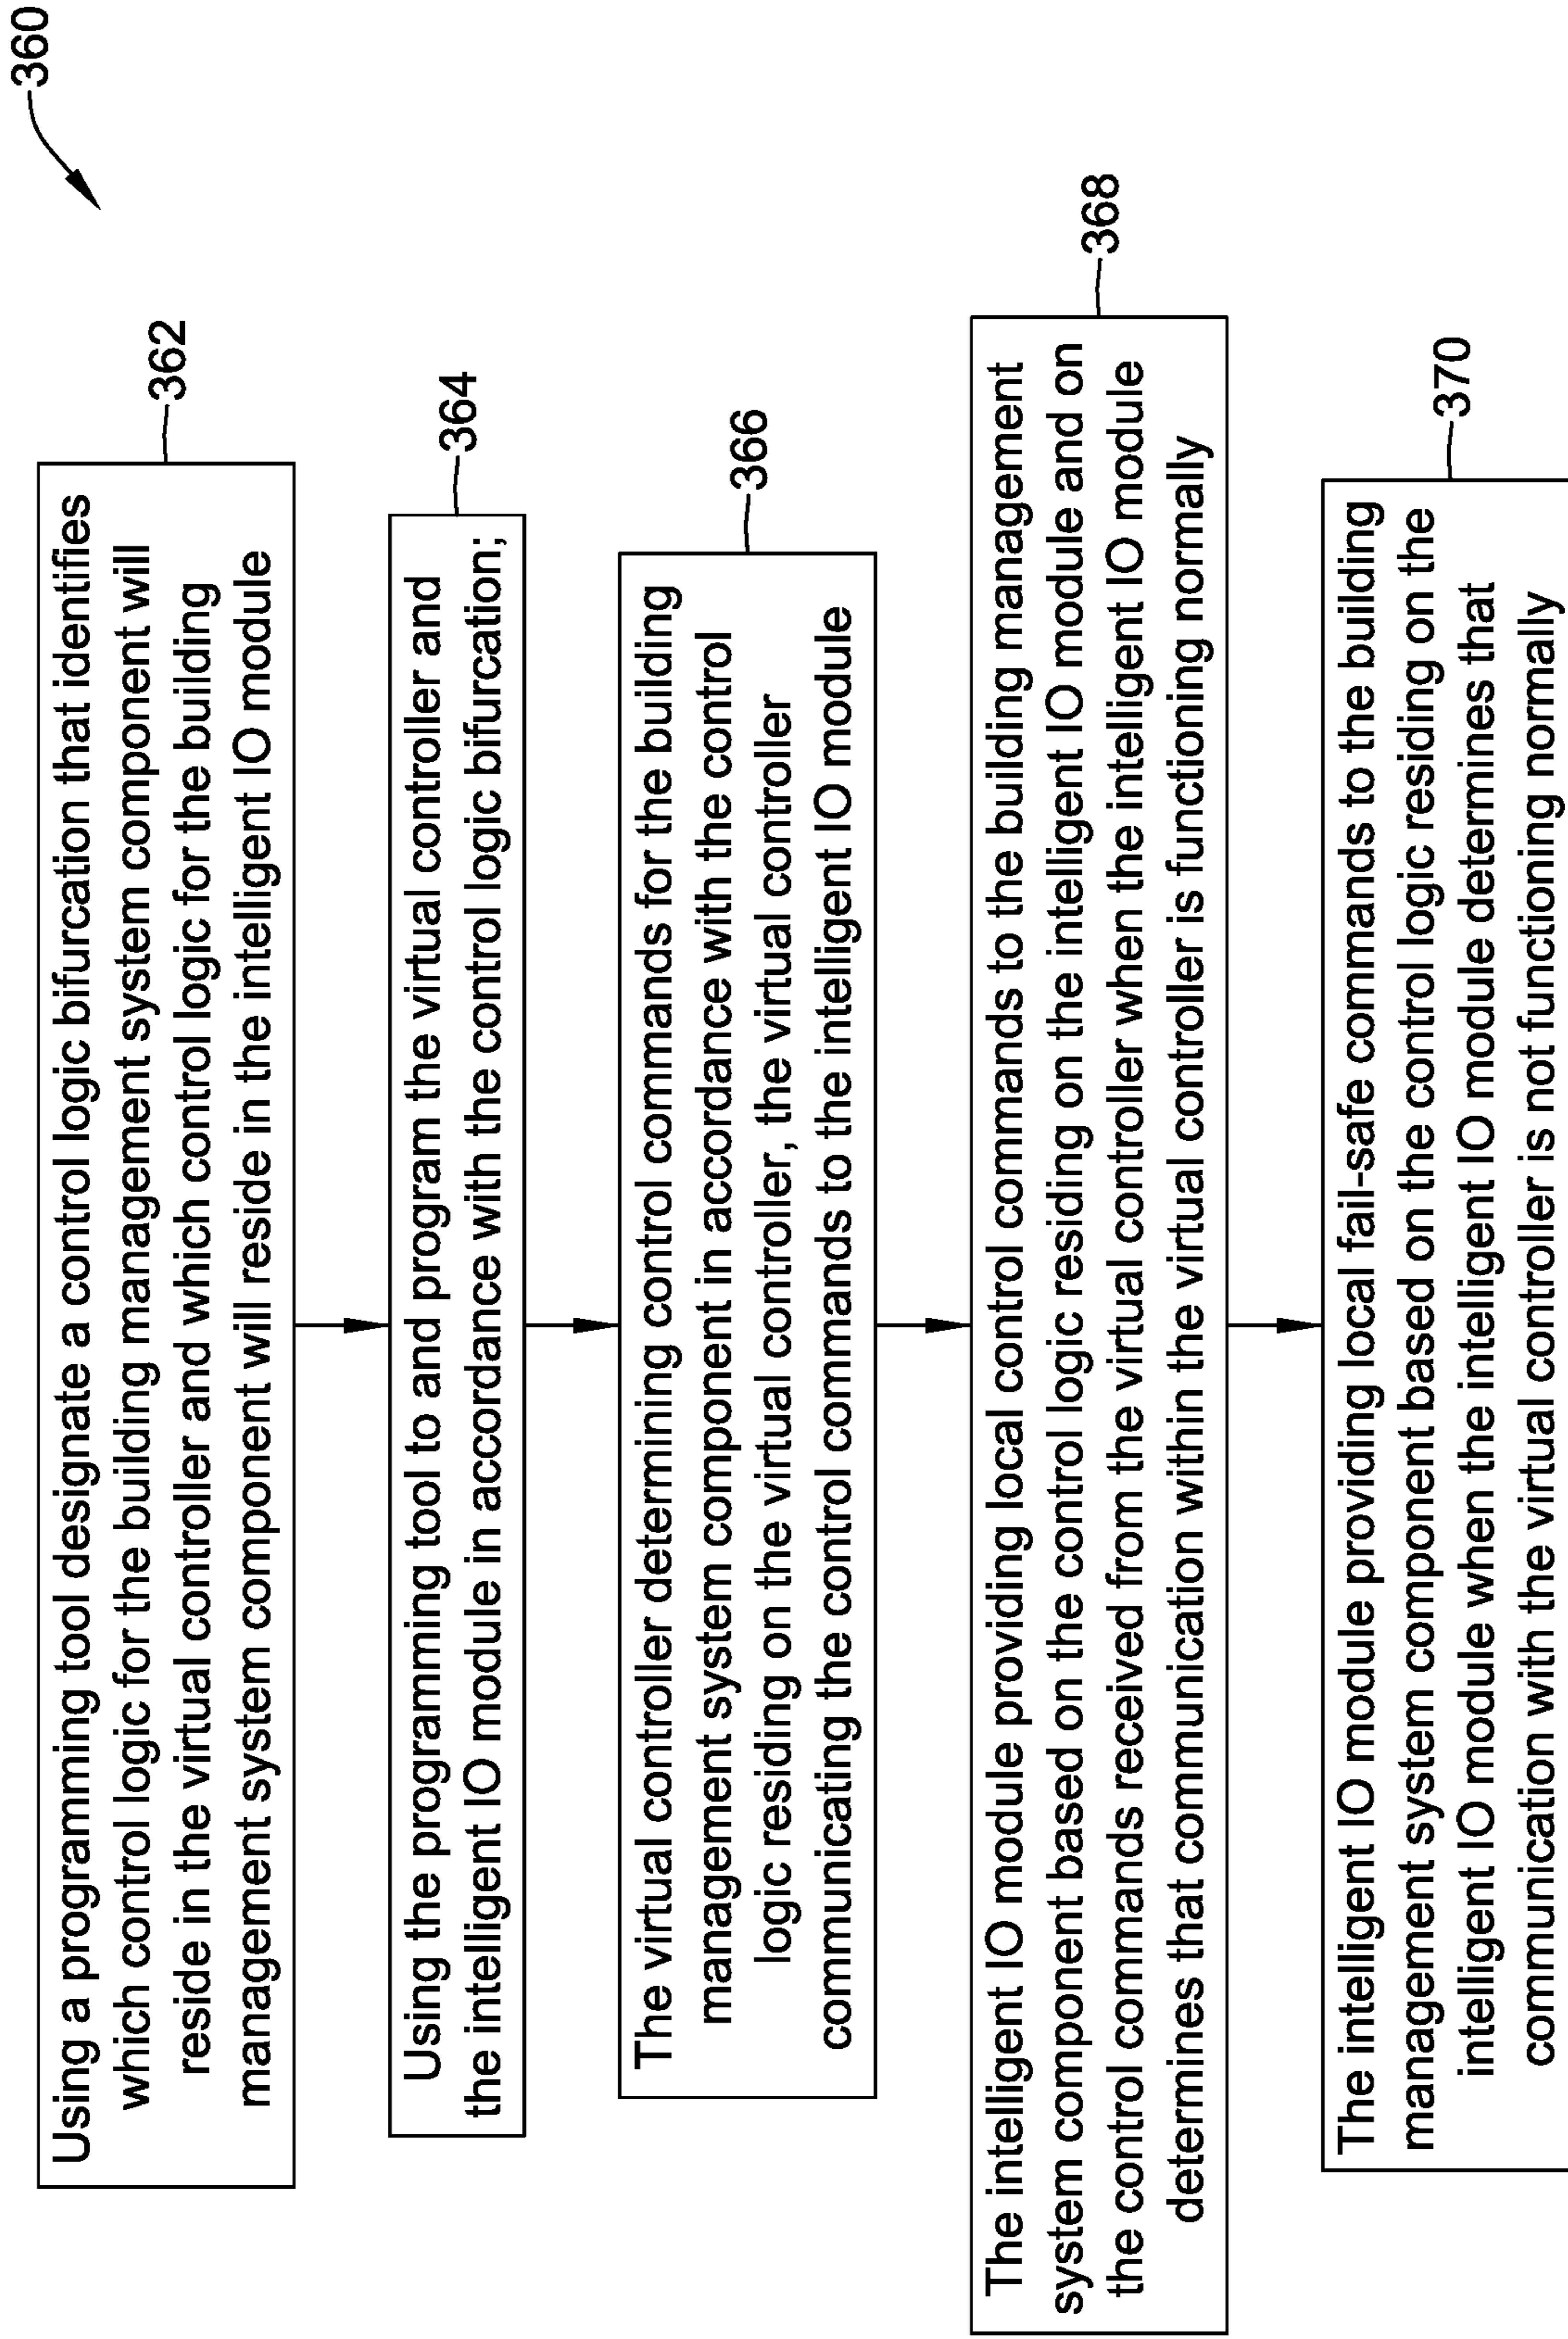 360
Using a programming tool designate a control logic bifurcation that identifies
which control logic for the building management system component will
reside in the virtual controller and which control logic for the building
management system component will reside in the intelligent IO module
362
Using the programming tool to and program the virtual controller and
the intelligent IO module in accordance with the control logic bifurcation;
364
The virtual controller determining control commands for the building
management system component in accordance with the control
logic residing on the virtual controller, the virtual controller
communicating the control commands to the intelligent IO module
366
The intelligent IO module providing local control commands to the building management
system component based on the control logic residing on the intelligent IO module and on
the control commands received from the virtual controller when the intelligent IO module
determines that communication within the virtual controller is functioning normally
368
The intelligent IO module providing local fail-safe commands to the building
management system component based on the control logic residing on the
intelligent IO module when the intelligent IO module determines that
communication with the virtual controller is not functioning normally
370